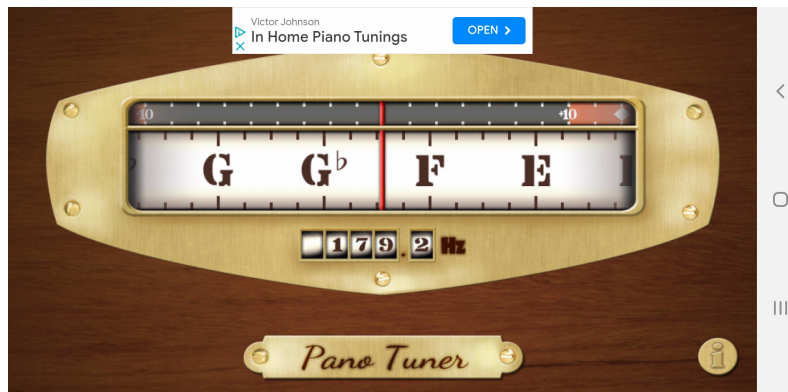 Victor Johnson
In Home Piano Tunings
OPEN
-10 +10
G G♭ F E
179.2 Hz
Pano Tuner
i